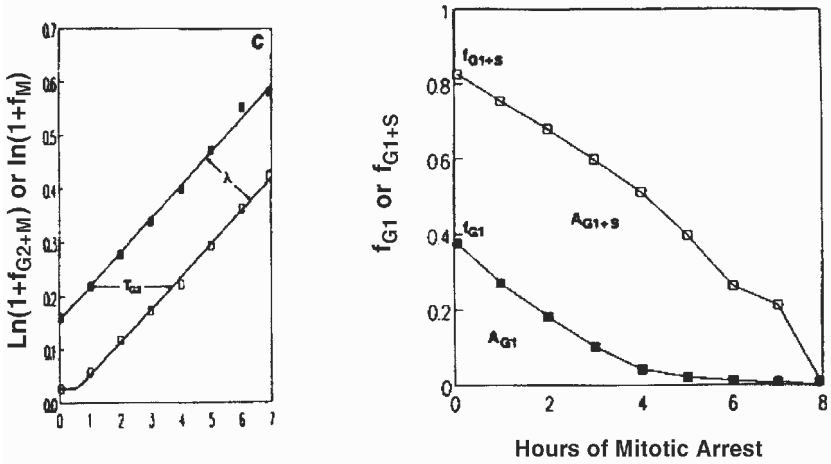 Ln(1+fG2+M) or ln(1+fM)
0.7
0.6
0.5
0.4
0.3
0.2
0.1
0.0
0 1 2 3 4 5 6 7
C
λ
TG2
fG1 or fG1+S
1
0.8
0.6
0.4
0.2
0
0 2 4 6 8
fG1+S
fG1
AG1+S
AG1
Hours of Mitotic Arrest